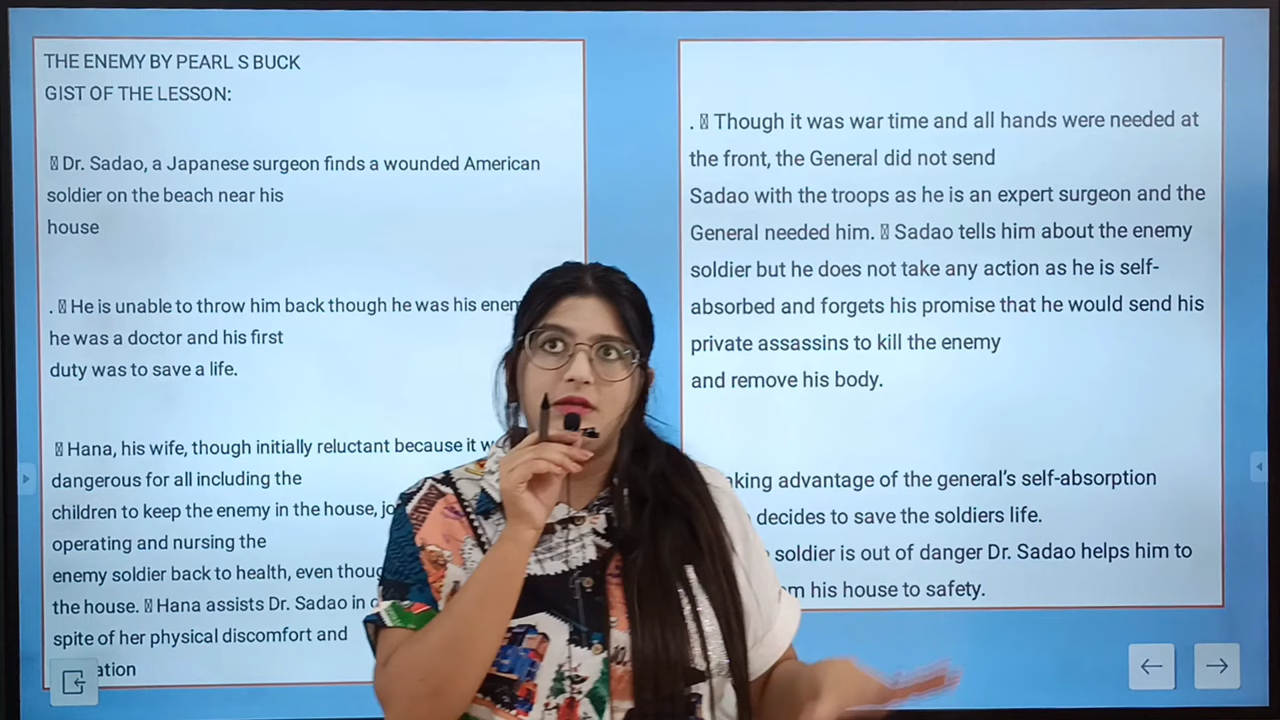 THE ENEMY BY PEARL S BUCK
GIST OF THE LESSON:
Dr. Sadao, a Japanese surgeon finds a wounded American
soldier on the beach near his
house
. He is unable to throw him back though he was his
he was a doctor and his first
duty was to save a life.
Hana, his wife, though initially reluctant because it
dangerous for all including the
children to keep the enemy in the house,
operating and nursing the
enemy soldier back to health, even
the house. Hana assists Dr. Sadao in
spite of her physical discomfort and
. Though it was war time and all hands were needed at
the front, the General did not send
Sadao with the troops as he is an expert surgeon and the
General needed him. Sadao tells him about the enemy
soldier but he does not take any action as he is self-
absorbed and forgets his promise that he would send his
private assassins to kill the enemy
and remove his body.
advantage of the general's self-absorption
decides to save the soldiers life.
soldier is out of danger Dr. Sadao helps him to
his house to safety.